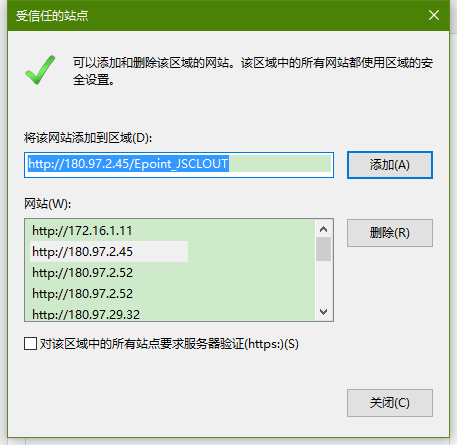 受信任的站点
可以添加和删除该区域的网站。该区域中的所有网站都使用区域的安
全设置。
将该网站添加到区域(D):
http://180.97.2.45/Epoint_JSCLOUT
添加(A)
网站(W):
http://172.16.1.11
删除(R)
http://180.97.2.45
http://180.97.2.52
http://180.97.2.52
http://180.97.29.32
对该区域中的所有站点要求服务器验证(https:)(S)
关闭(C)